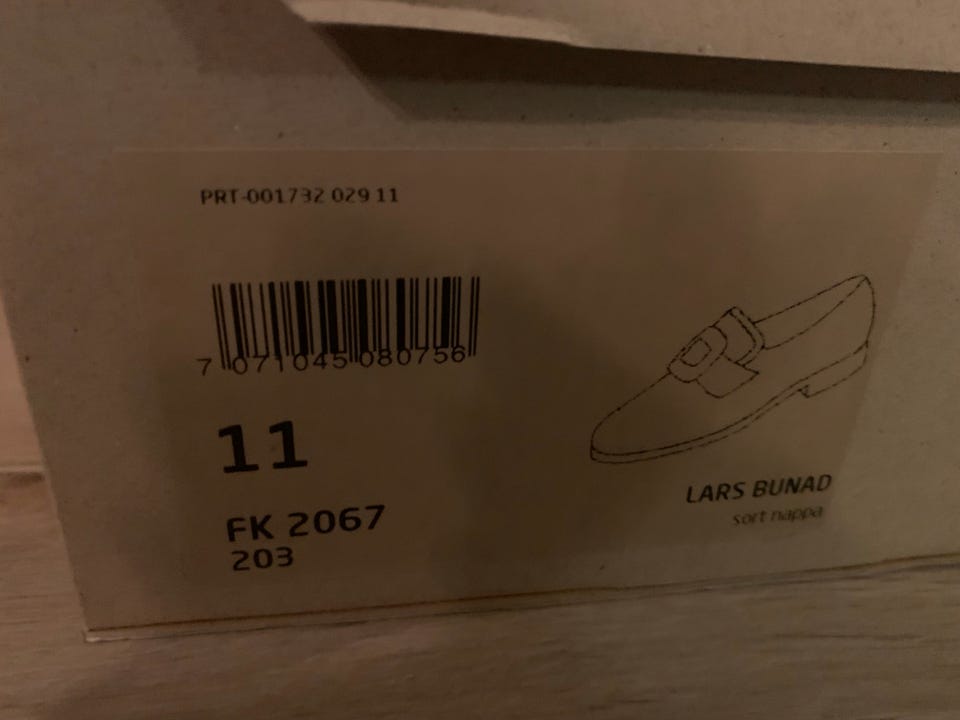 PRT-001732 029 11
7 071045 080756
11
FK 2067
203
LARS BUNAD
sort nappa